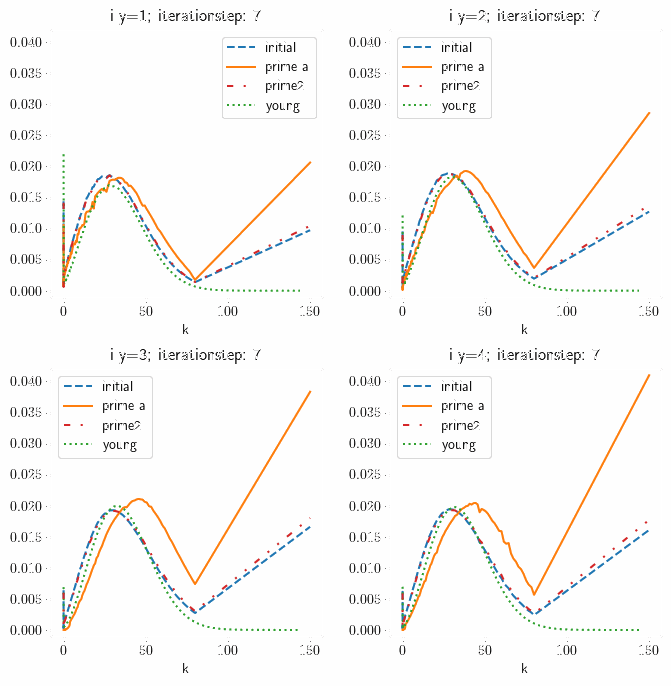 i y=1; iterationstep: 7
0.040
0.035
0.030
0.025
0.020
0.015
0.010
0.005
0.000
initial
prime a
prime2
young
0
50
100
150
k
i y=2; iterationstep: 7
0.040
0.035
0.030
0.025
0.020
0.015
0.010
0.005
0.000
initial
prime a
prime2
young
0
50
100
150
k
i y=3; iterationstep: 7
0.040
0.035
0.030
0.025
0.020
0.015
0.010
0.005
0.000
initial
prime a
prime2
young
0
50
100
150
k
i y=4; iterationstep: 7
0.040
0.035
0.030
0.025
0.020
0.015
0.010
0.005
0.000
initial
prime a
prime2
young
0
50
100
150
k